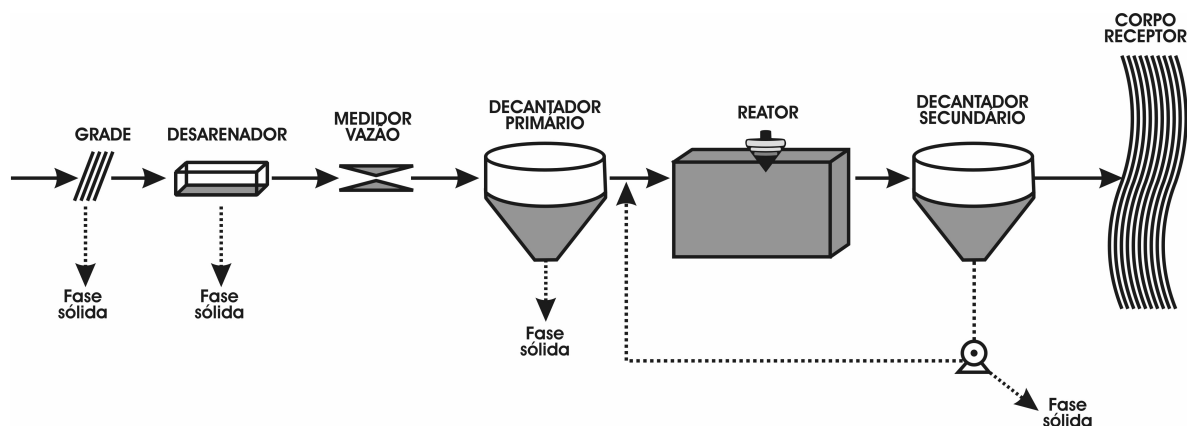 CORPO
RECEPTOR
DECANTADOR
PRIMÁRIO
REATOR
DECANTADOR
SECUNDÁRIO
MEDIDOR
VAZÃO
GRADE
DESARENADOR
Fase
sólida
Fase
sólida
Fase
sólida
Fase
sólida